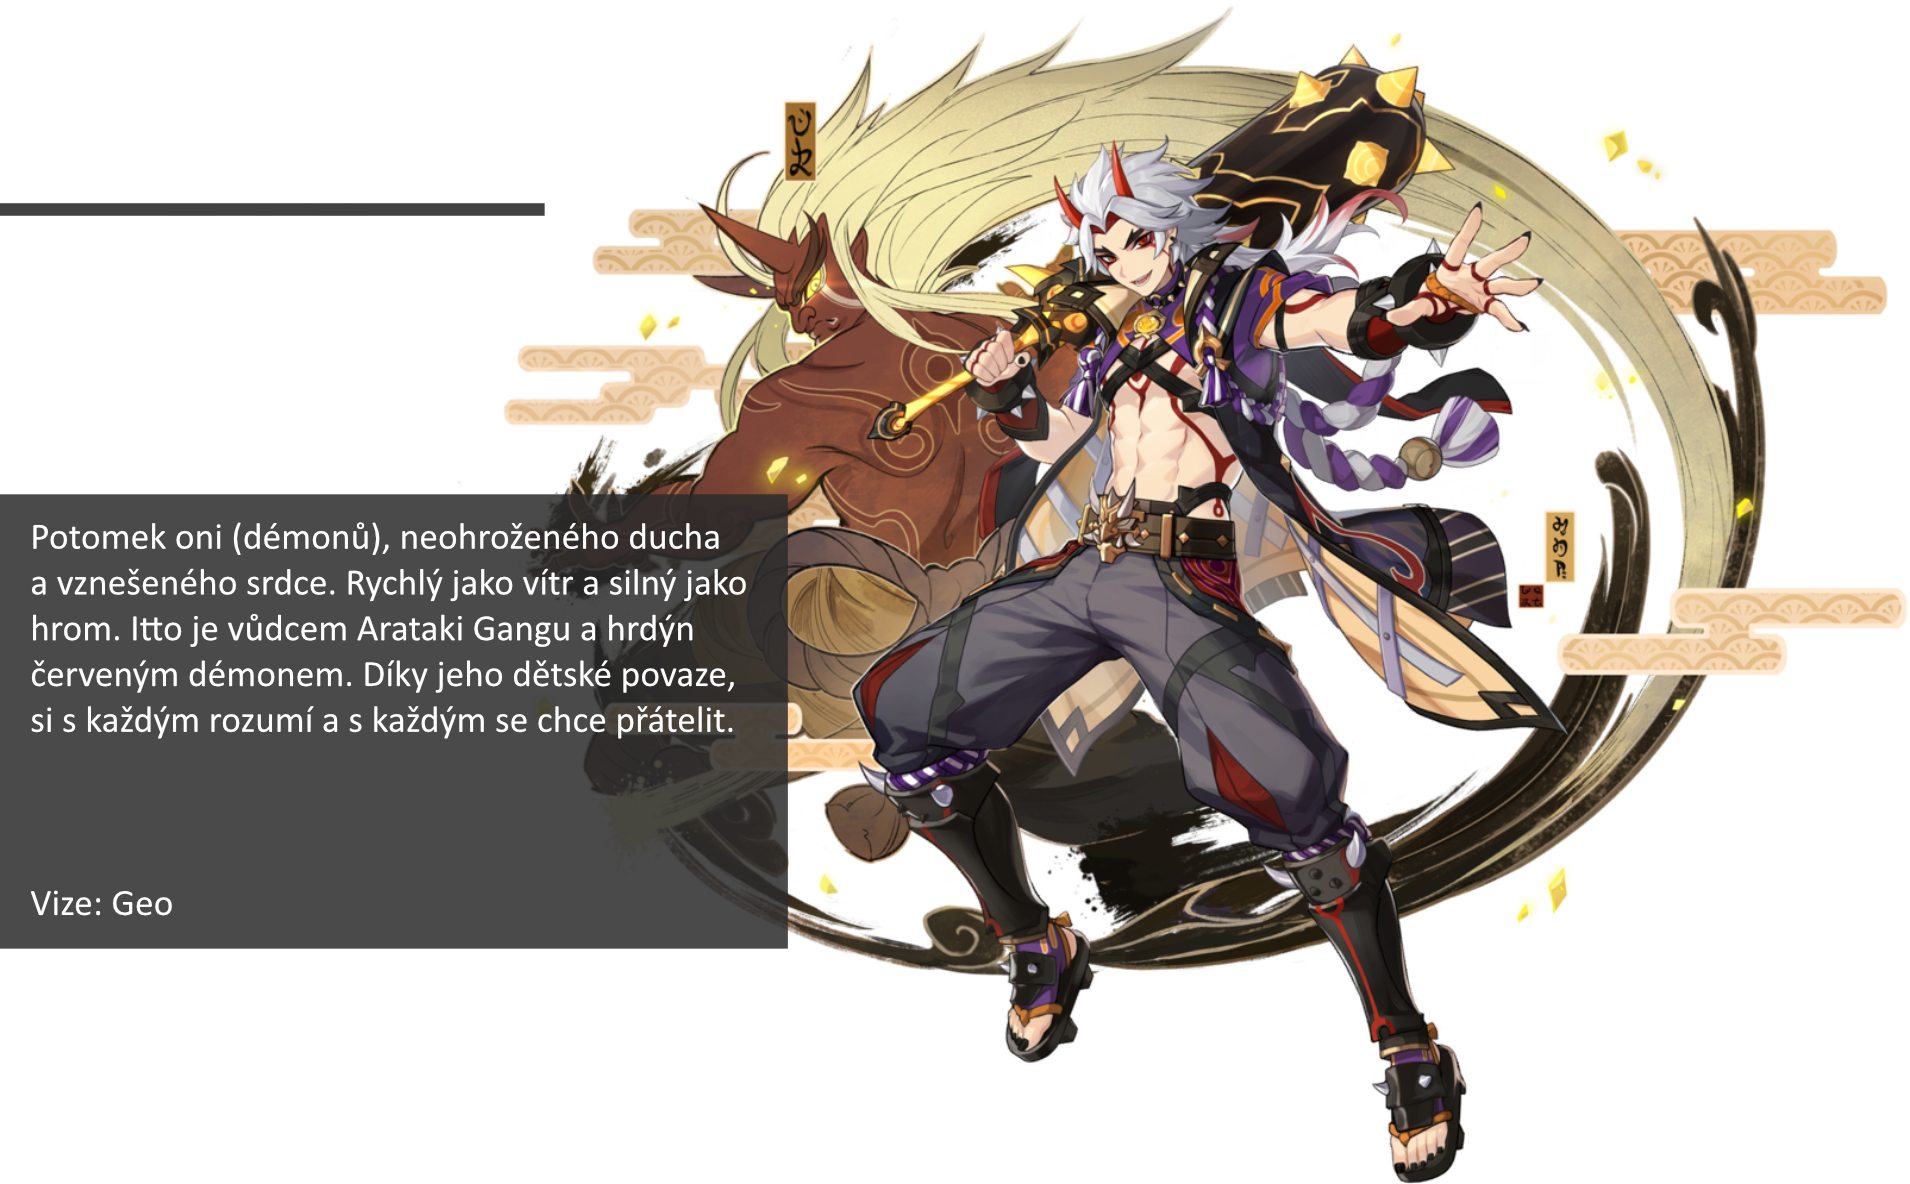 Potomek oni (démonů), neohroženého ducha
a vznešeného srdce. Rychlý jako vítr a silný jako
hrom. Itto je vůdcem Arataki Gangu a hrdýn
červeným démonem. Díky jeho dětské povaze,
si s každým rozumí a s každým se chce přátelit.
Vize: Geo